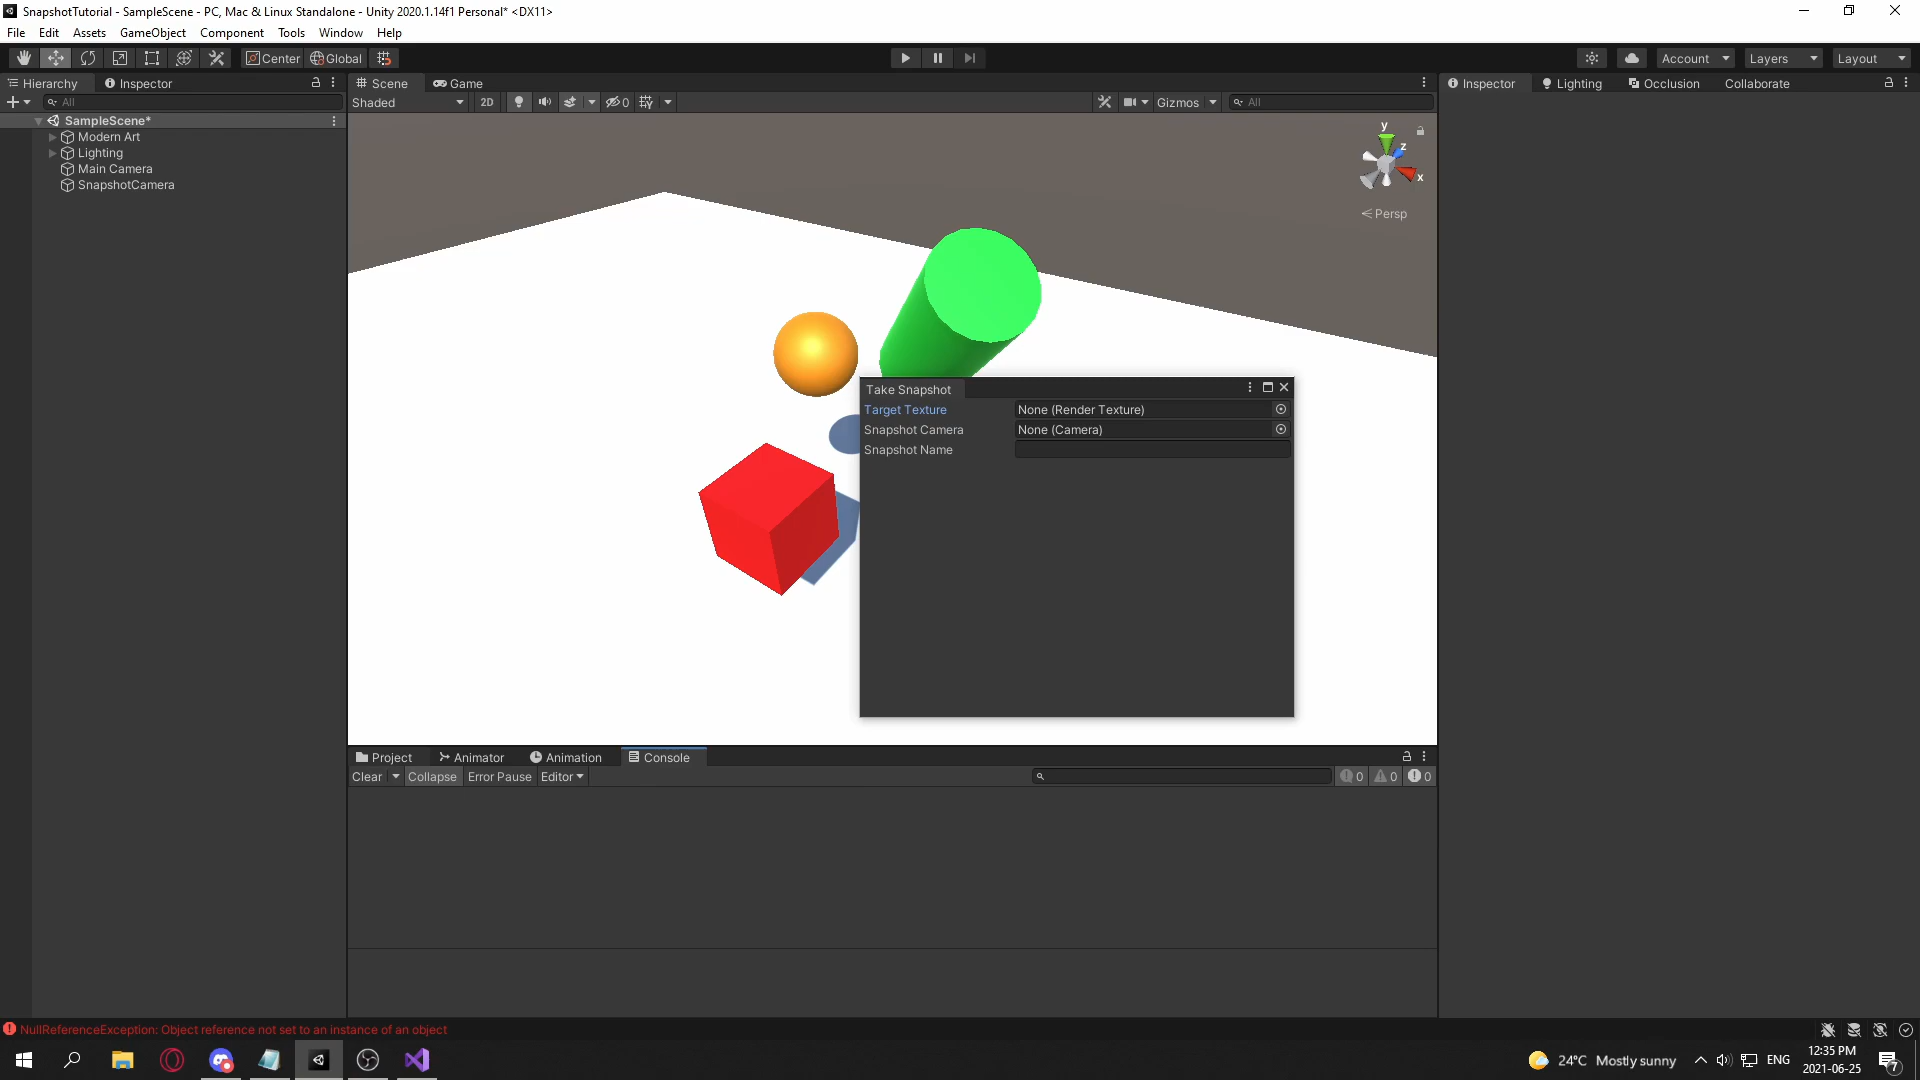 SnapshotTutorial - SampleScene - PC, Mac & Linux Standalone - Unity 2020.1.14f1 Personal* <DX11>
File Edit Assets GameObject Component Tools Window Help
Center Global Account Layers Layout
Hierarchy Inspector
All
SampleScene*
Modern Art
Lighting
Main Camera
SnapshotCamera
Scene Game
Shaded 2D 0 Gizmos All
y
z
x
Persp
Take Snapshot
Target Texture None (Render Texture)
Snapshot Camera None (Camera)
Snapshot Name
Inspector Lighting Occlusion Collaborate
Project Animator Animation Console
Clear Collapse Error Pause Editor 0 0 0
NullReferenceException: Object reference not set to an instance of an object
24°C Mostly sunny ENG 12:35 PM
2021-06-25 7